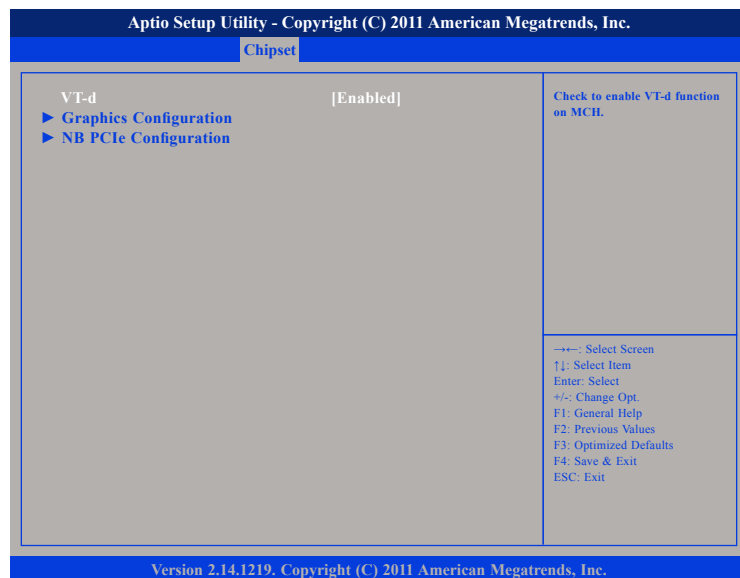 Aptio Setup Utility - Copyright (C) 2011 American Megatrends, Inc.
Chipset
VT-d [Enabled]
► Graphics Configuration
► NB PCIe Configuration
Check to enable VT-d function
on MCH.
→←: Select Screen
↑↓: Select Item
Enter: Select
+/-: Change Opt.
F1: General Help
F2: Previous Values
F3: Optimized Defaults
F4: Save & Exit
ESC: Exit
Version 2.14.1219. Copyright (C) 2011 American Megatrends, Inc.